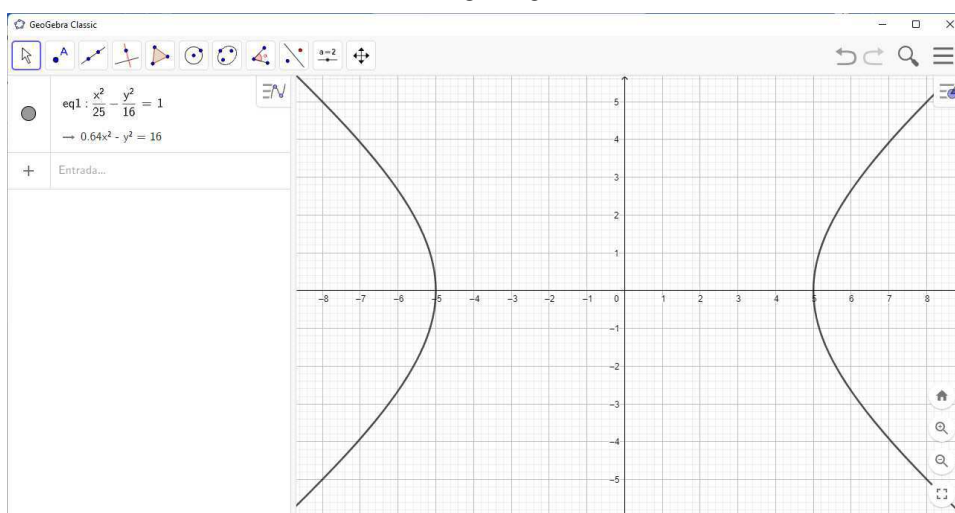 GeoGebra Classic
A
a=2
eq1 : x²/25 − y²/16 = 1
→ 0.64x² - y² = 16
+ Entrada...
5
4
3
2
1
−8 −7 −6 −5 −4 −3 −2 −1 0 1 2 3 4 5 6 7 8
−1
−2
−3
−4
−5